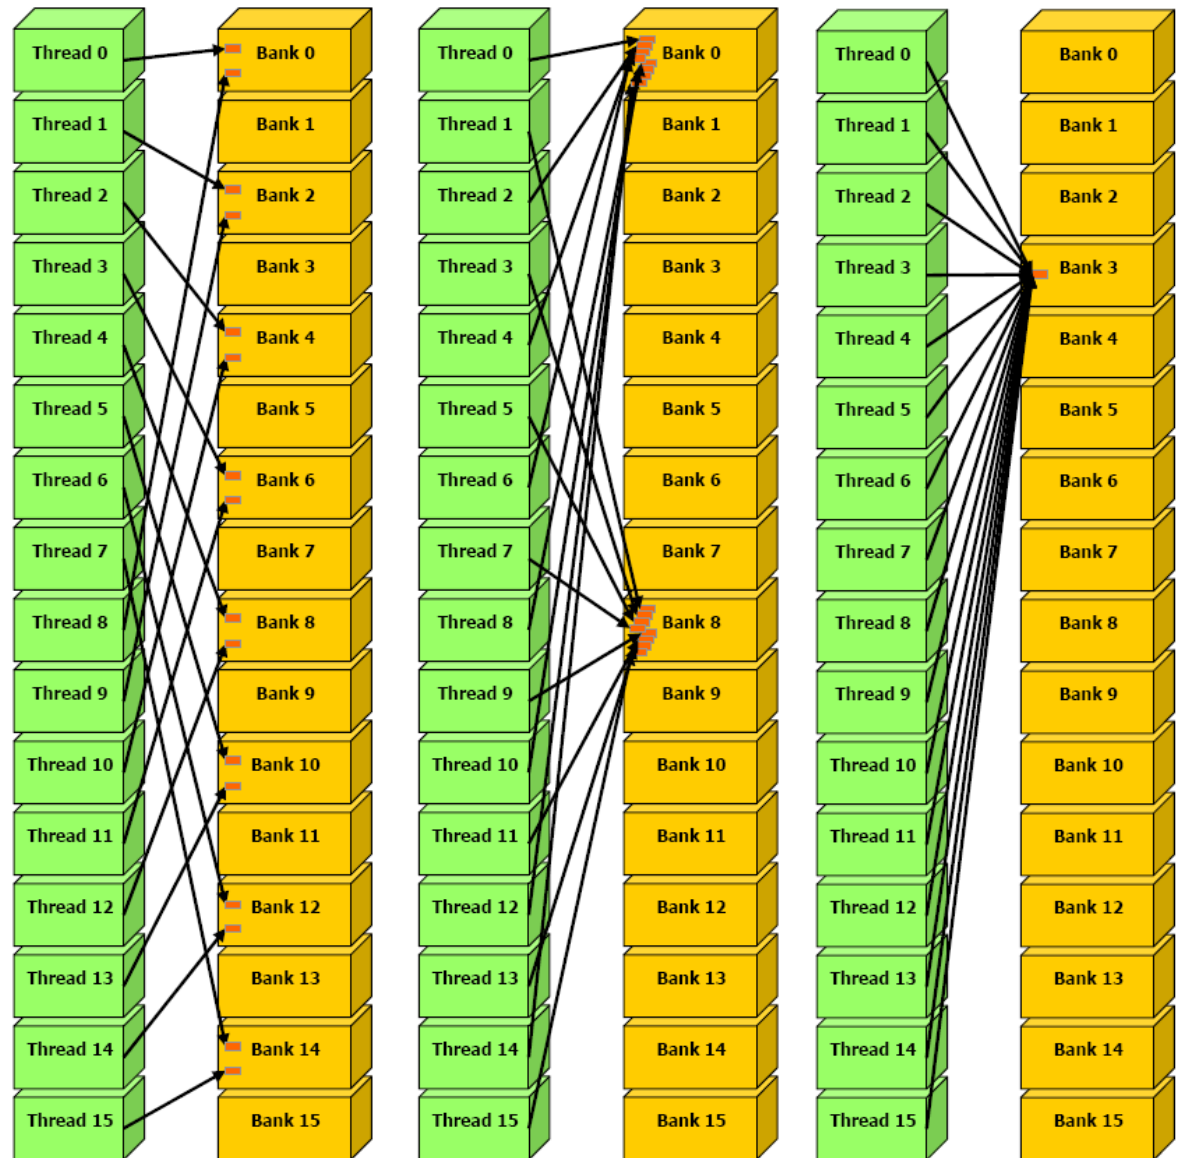 Thread 0
Thread 1
Thread 2
Thread 3
Thread 4
Thread 5
Thread 6
Thread 7
Thread 8
Thread 9
Thread 10
Thread 11
Thread 12
Thread 13
Thread 14
Thread 15
Bank 0
Bank 1
Bank 2
Bank 3
Bank 4
Bank 5
Bank 6
Bank 7
Bank 8
Bank 9
Bank 10
Bank 11
Bank 12
Bank 13
Bank 14
Bank 15
Thread 0
Thread 1
Thread 2
Thread 3
Thread 4
Thread 5
Thread 6
Thread 7
Thread 8
Thread 9
Thread 10
Thread 11
Thread 12
Thread 13
Thread 14
Thread 15
Bank 0
Bank 1
Bank 2
Bank 3
Bank 4
Bank 5
Bank 6
Bank 7
Bank 8
Bank 9
Bank 10
Bank 11
Bank 12
Bank 13
Bank 14
Bank 15
Thread 0
Thread 1
Thread 2
Thread 3
Thread 4
Thread 5
Thread 6
Thread 7
Thread 8
Thread 9
Thread 10
Thread 11
Thread 12
Thread 13
Thread 14
Thread 15
Bank 0
Bank 1
Bank 2
Bank 3
Bank 4
Bank 5
Bank 6
Bank 7
Bank 8
Bank 9
Bank 10
Bank 11
Bank 12
Bank 13
Bank 14
Bank 15